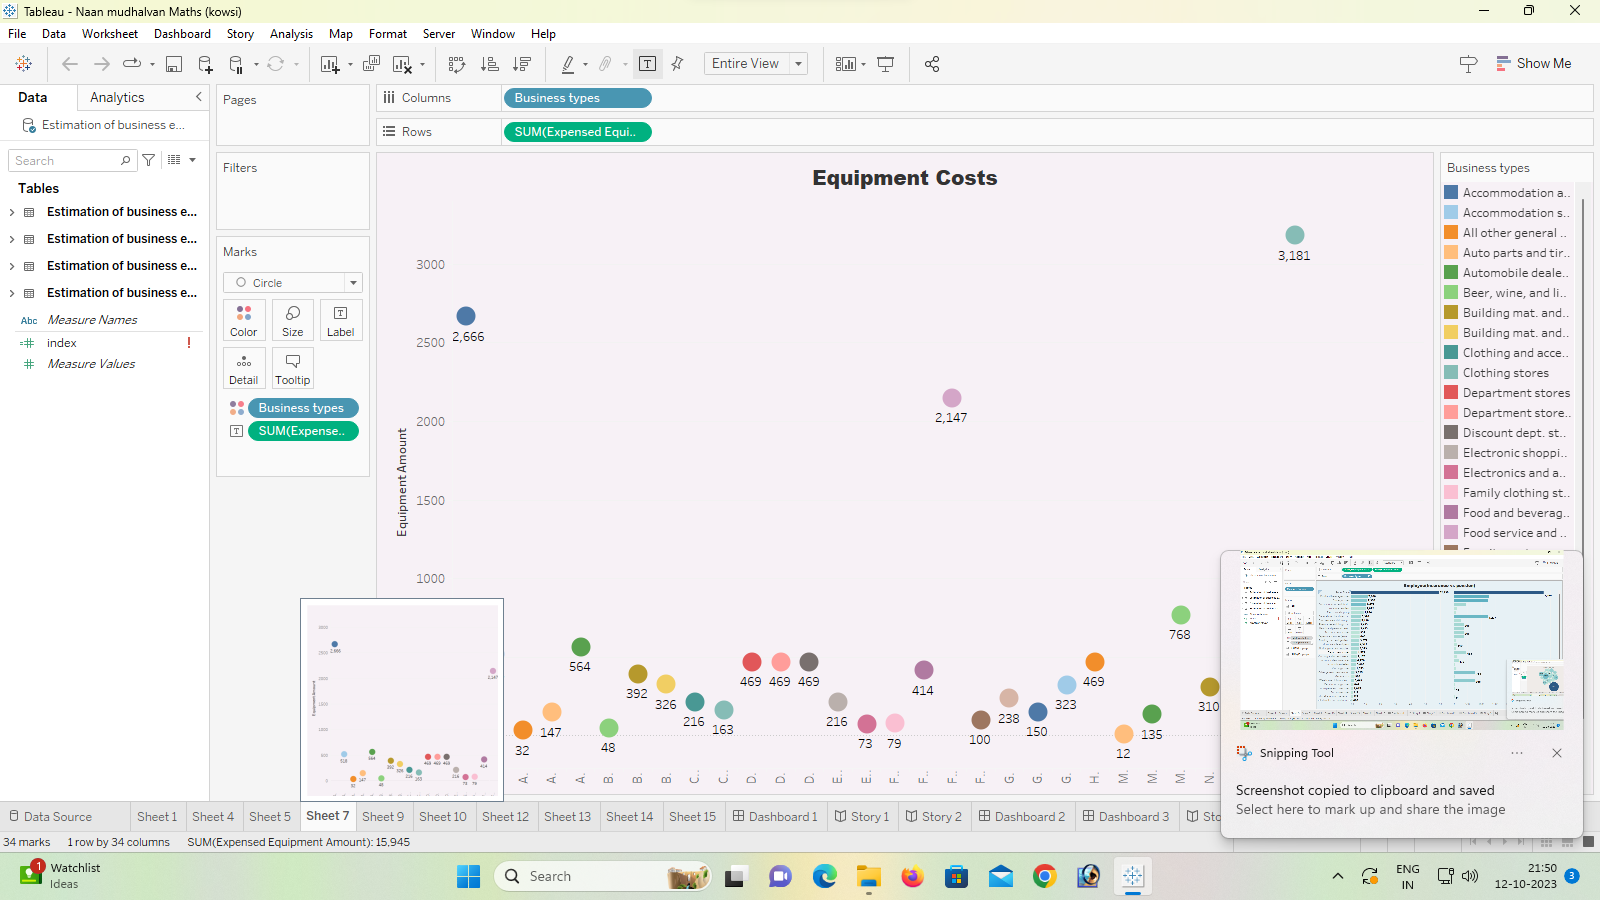 Tableau - Naan mudhalvan Maths (kowsi)
File Data Worksheet Dashboard Story Analysis Map Format Server Window Help
Entire View
Show Me
Data Analytics
Estimation of business e...
Search
Tables
Estimation of business e...
Estimation of business e...
Estimation of business e...
Estimation of business e...
Abc Measure Names
index !
Measure Values
Pages
Filters
Marks
Circle
Color Size Label
Detail Tooltip
Business types
SUM(Expense..
Columns Business types
Rows SUM(Expensed Equi..
Equipment Costs
Equipment Amount
3000
2500
2000
1500
1000
2,666
3,181
2,147
32
147
564
48
392
326
216
163
469
469
469
216
73
79
414
100
238
150
323
469
12
135
768
310
A. A. A. B. B. B. C. C. D. D. D. E. E. F. F. F. F. G. G. G. H. M. M. M. N.
Business types
Accommodation a..
Accommodation s..
All other general ..
Auto parts and tir..
Automobile deale..
Beer, wine, and li..
Building mat. and..
Building mat. and..
Clothing and acce..
Clothing stores
Department stores
Department store..
Discount dept. st..
Electronic shoppi..
Electronics and a..
Family clothing st..
Food and beverag..
Food service and ..
Snipping Tool
Screenshot copied to clipboard and saved
Select here to mark up and share the image
Data Source Sheet 1 Sheet 4 Sheet 5 Sheet 7 Sheet 9 Sheet 10 Sheet 12 Sheet 13 Sheet 14 Sheet 15 Dashboard 1 Story 1 Story 2 Dashboard 2 Dashboard 3 Sto
34 marks 1 row by 34 columns SUM(Expensed Equipment Amount): 15,945
1 Watchlist
Ideas
Search
ENG
IN
21:50
12-10-2023
3